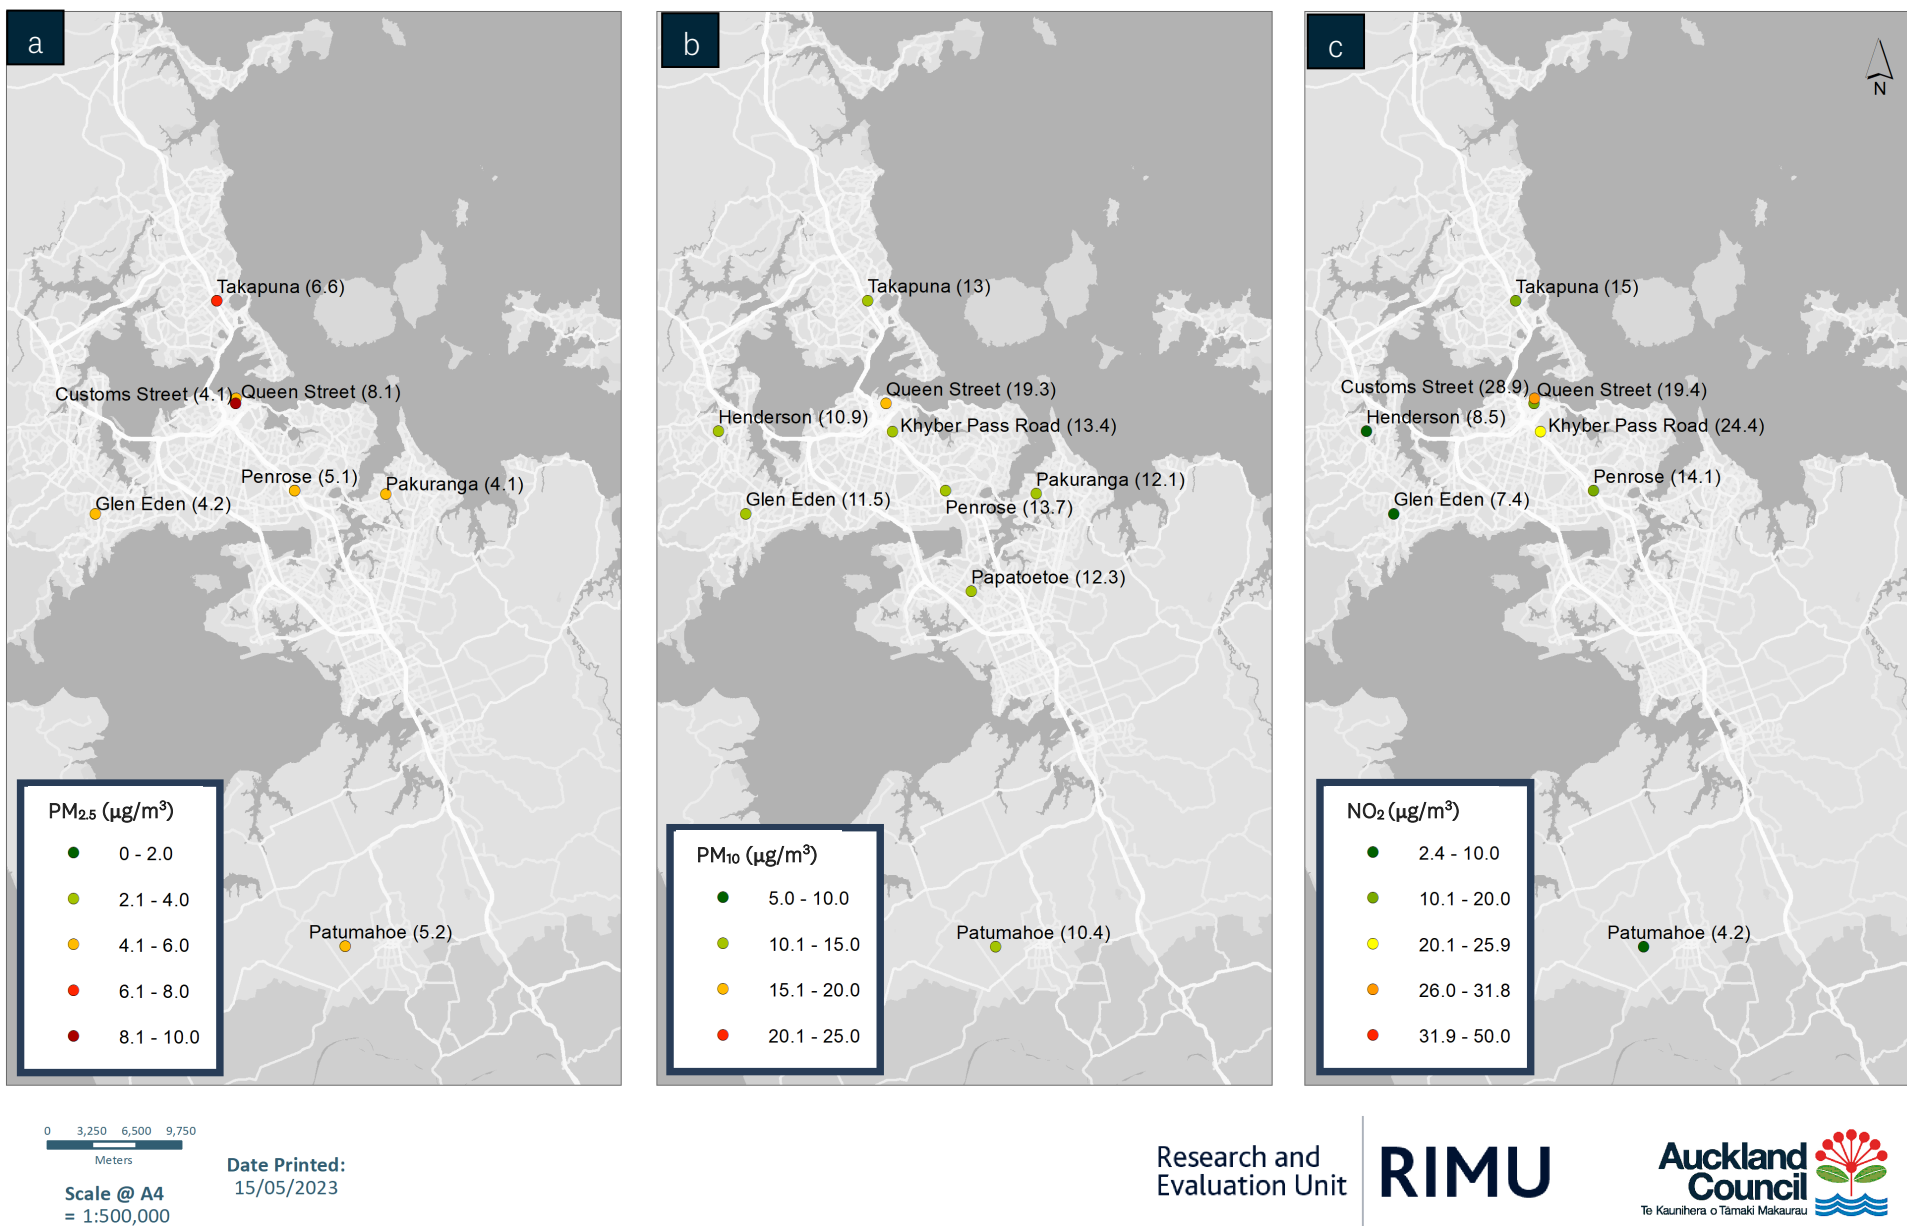 a
Takapuna (6.6)
Customs Street (4.1)
Queen Street (8.1)
Penrose (5.1)
Pakuranga (4.1)
Glen Eden (4.2)
Patumahoe (5.2)
PM2.5 (µg/m³)
0 - 2.0
2.1 - 4.0
4.1 - 6.0
6.1 - 8.0
8.1 - 10.0
b
Takapuna (13)
Queen Street (19.3)
Henderson (10.9)
Khyber Pass Road (13.4)
Pakuranga (12.1)
Glen Eden (11.5)
Penrose (13.7)
Papatoetoe (12.3)
Patumahoe (10.4)
PM10 (µg/m³)
5.0 - 10.0
10.1 - 15.0
15.1 - 20.0
20.1 - 25.0
c
N
Takapuna (15)
Customs Street (28.9)
Queen Street (19.4)
Henderson (8.5)
Khyber Pass Road (24.4)
Penrose (14.1)
Glen Eden (7.4)
Patumahoe (4.2)
NO2 (µg/m³)
2.4 - 10.0
10.1 - 20.0
20.1 - 25.9
26.0 - 31.8
31.9 - 50.0
0 3,250 6,500 9,750
Meters
Scale @ A4
= 1:500,000
Date Printed:
15/05/2023
Research and
Evaluation Unit
RIMU
Auckland
Council
Te Kaunihera o Tāmaki Makaurau